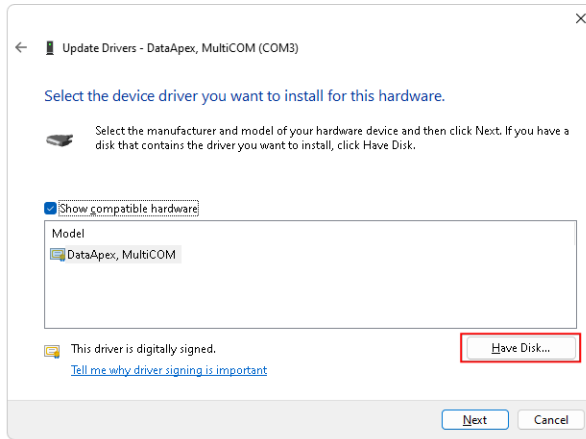 Update Drivers - DataApex, MultiCOM (COM3)
Select the device driver you want to install for this hardware.
Select the manufacturer and model of your hardware device and then click Next. If you have a
disk that contains the driver you want to install, click Have Disk.
Show compatible hardware
Model
DataApex, MultiCOM
This driver is digitally signed.
Have Disk...
Tell me why driver signing is important
Next
Cancel